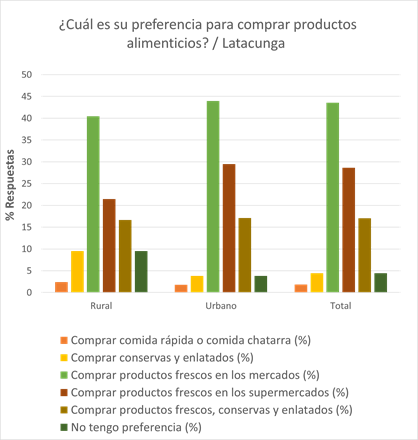 ¿Cuál es su preferencia para comprar productos
alimenticios? / Latacunga
50
45
40
35
30
25
20
15
10
5
0
% Respuestas
Rural
Urbano
Total
Comprar comida rápida o comida chatarra (%)
Comprar conservas y enlatados (%)
Comprar productos frescos en los mercados (%)
Comprar productos frescos en los supermercados (%)
Comprar productos frescos, conservas y enlatados (%)
No tengo preferencia (%)